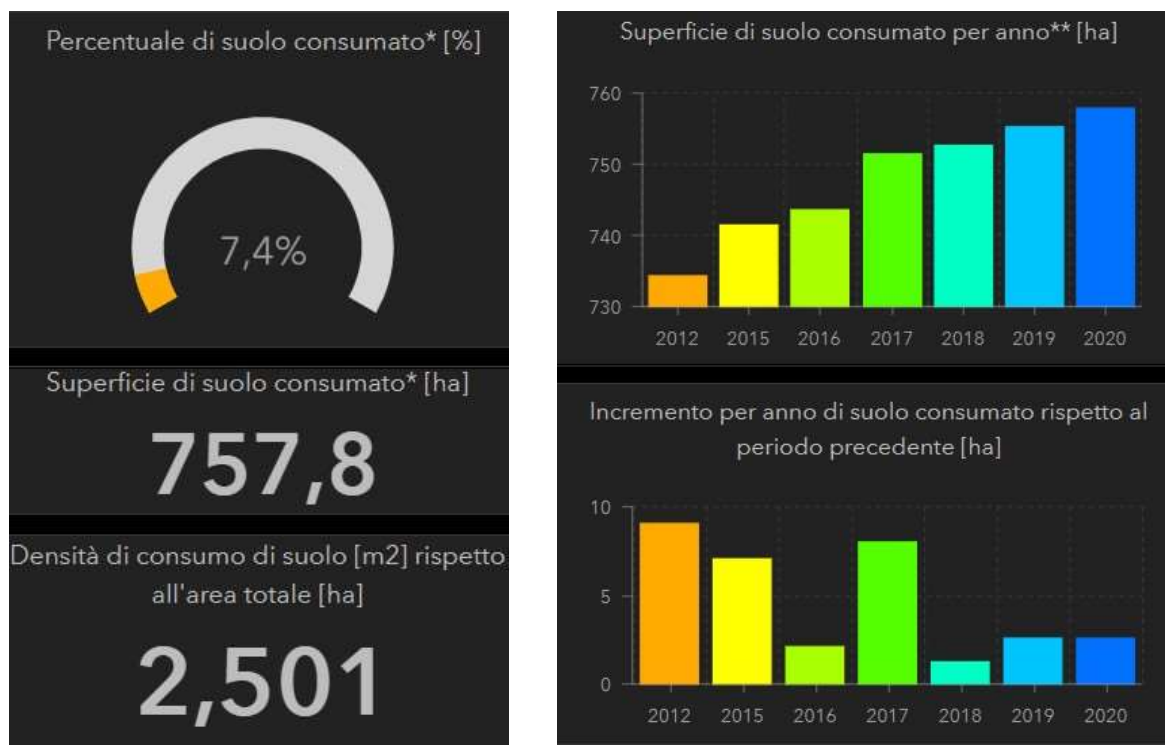 Percentuale di suolo consumato* [%]
7,4%
Superficie di suolo consumato* [ha]
757,8
Densità di consumo di suolo [m2] rispetto
all'area totale [ha]
2,501
Superficie di suolo consumato per anno** [ha]
760
750
740
730
2012 2015 2016 2017 2018 2019 2020
Incremento per anno di suolo consumato rispetto al
periodo precedente [ha]
10
5
0
2012 2015 2016 2017 2018 2019 2020